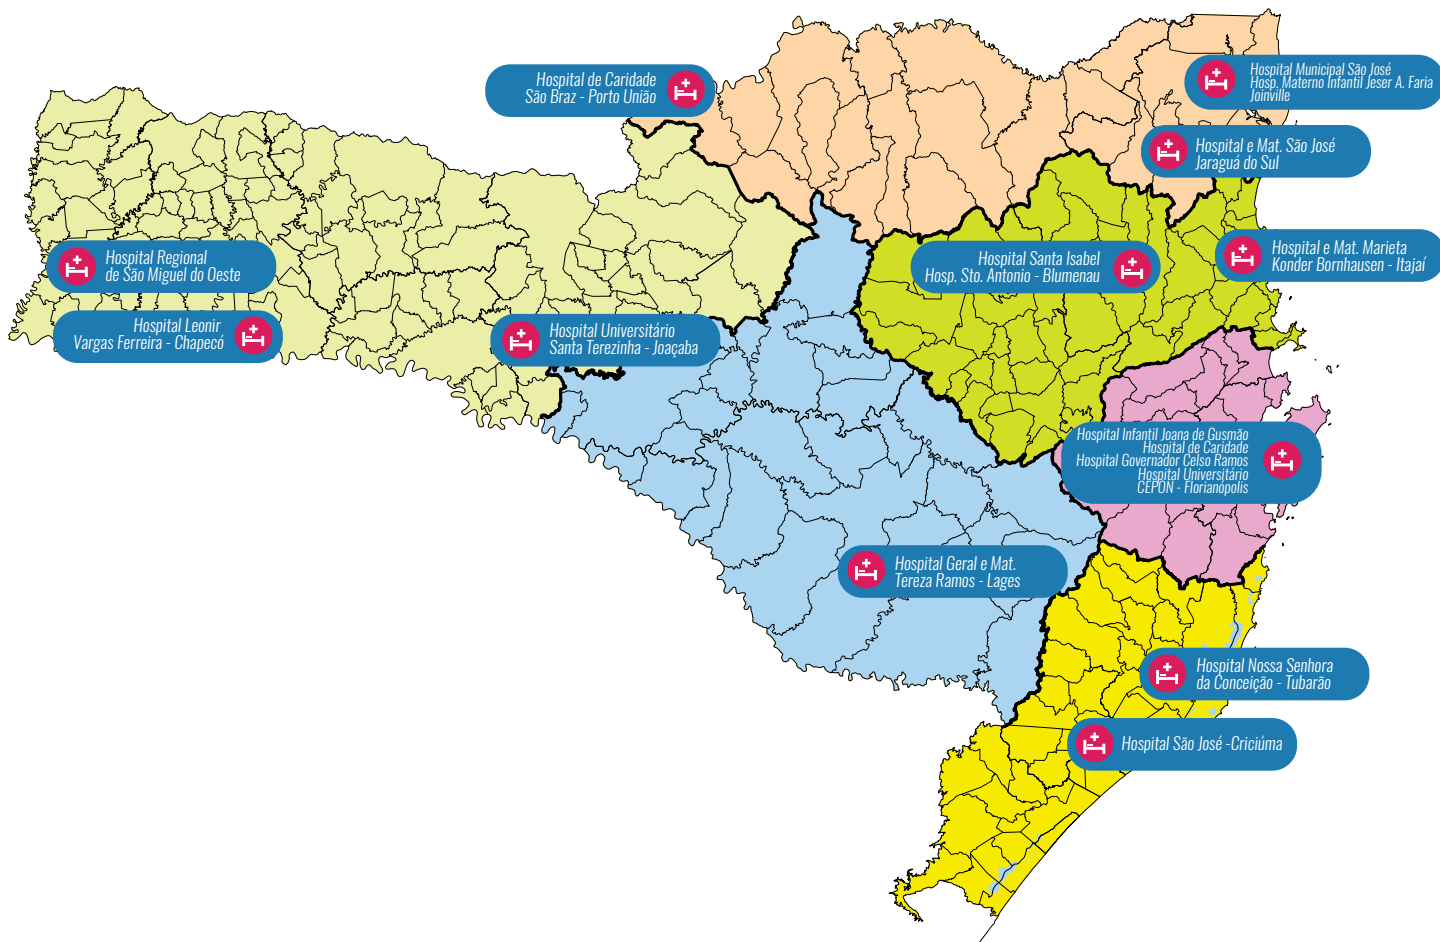 Hospital de Caridade
São Braz - Porto União
Hospital Municipal São José
Hosp. Materno Infantil Jeser A. Faria
Joinville
Hospital e Mat. São José
Jaraguá do Sul
Hospital Regional
de São Miguel do Oeste
Hospital Santa Isabel
Hosp. Sto. Antonio - Blumenau
Hospital e Mat. Marieta
Konder Bornhausen - Itajaí
Hospital Leonir
Vargas Ferreira - Chapecó
Hospital Universitário
Santa Terezinha - Joaçaba
Hospital Infantil Joana de Gusmão
Hospital de Caridade
Hospital Governador Celso Ramos
Hospital Universitário
CEPON - Florianópolis
Hospital Geral e Mat.
Tereza Ramos - Lages
Hospital Nossa Senhora
da Conceição - Tubarão
Hospital São José -Criciúma